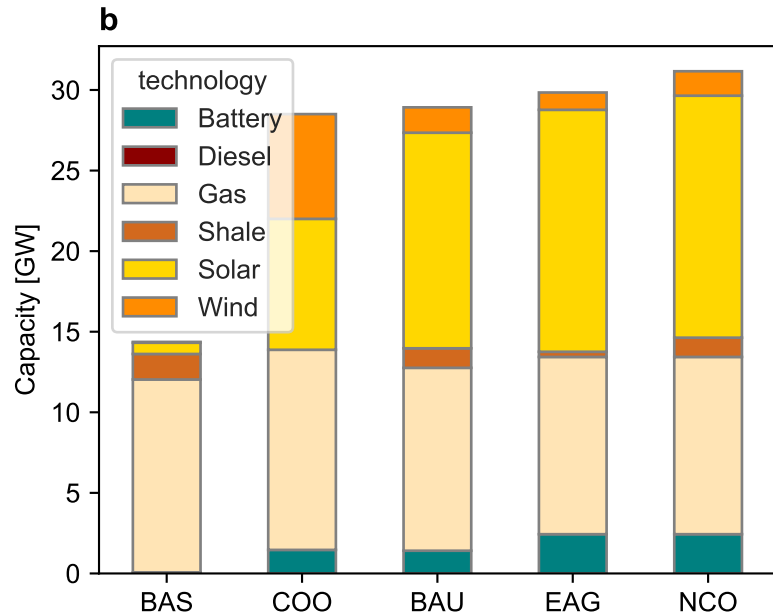 b
technology
Battery
Diesel
Gas
Shale
Solar
Wind
Capacity [GW]
30
25
20
15
10
5
0
BAS COO BAU EAG NCO